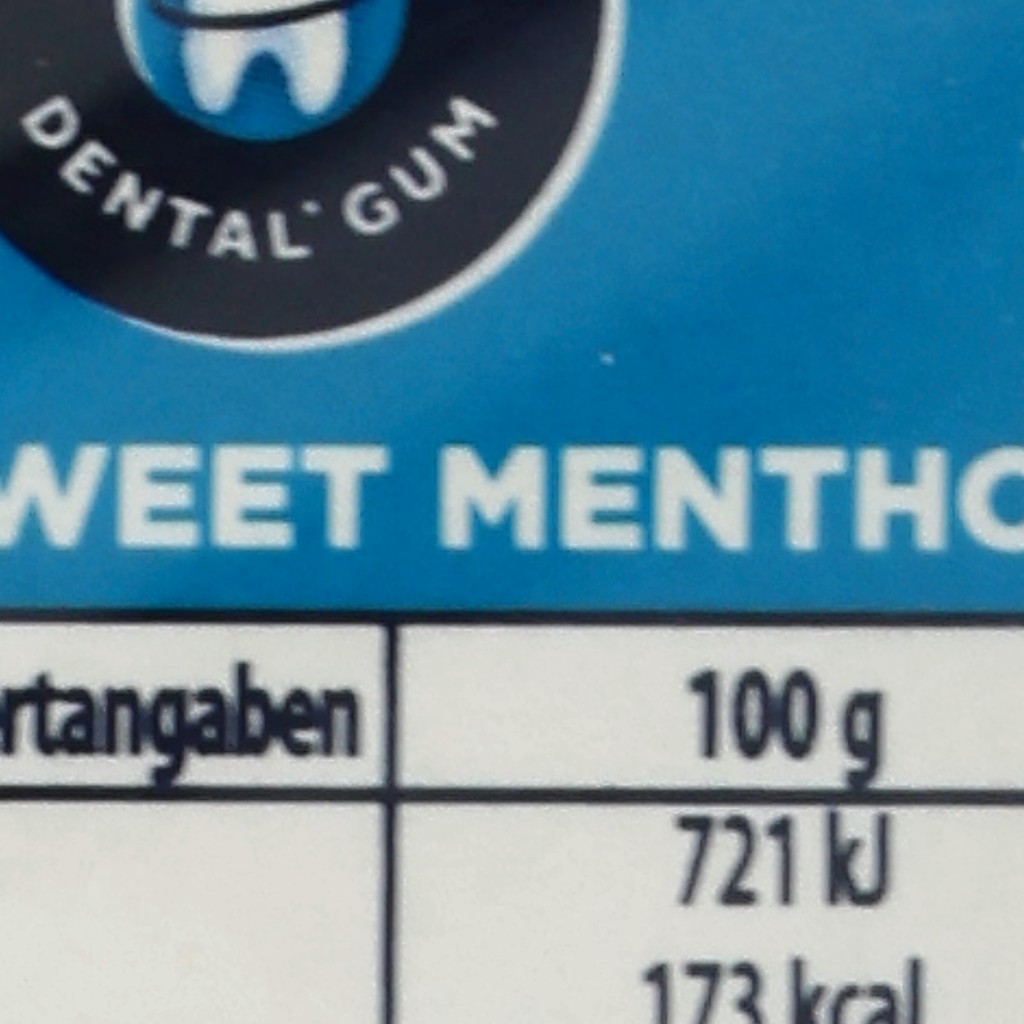 DENTAL* GUM
WEET MENTHO
rtangaben
100 g
721 kJ
173 kcal